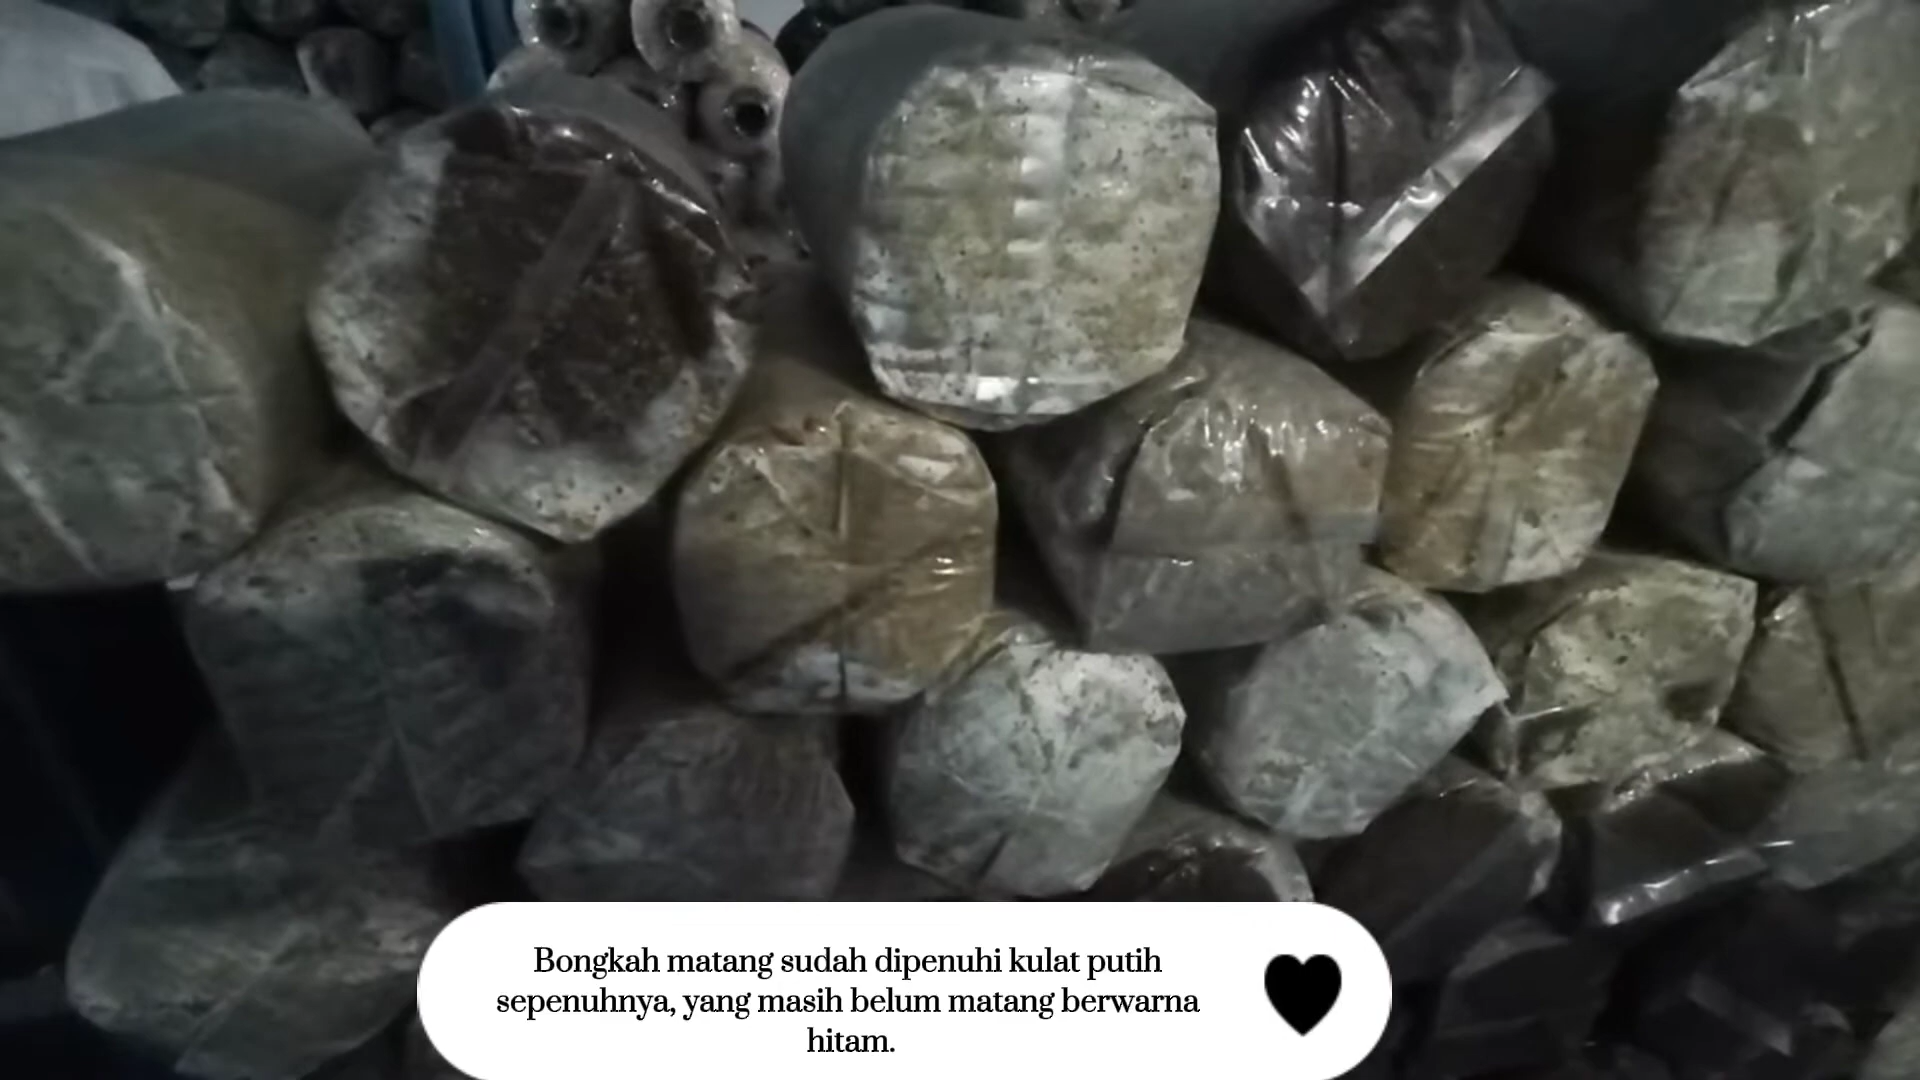 Bongkah matang sudah dipenuhi kulat putih
sepenuhnya, yang masih belum matang berwarna
hitam.